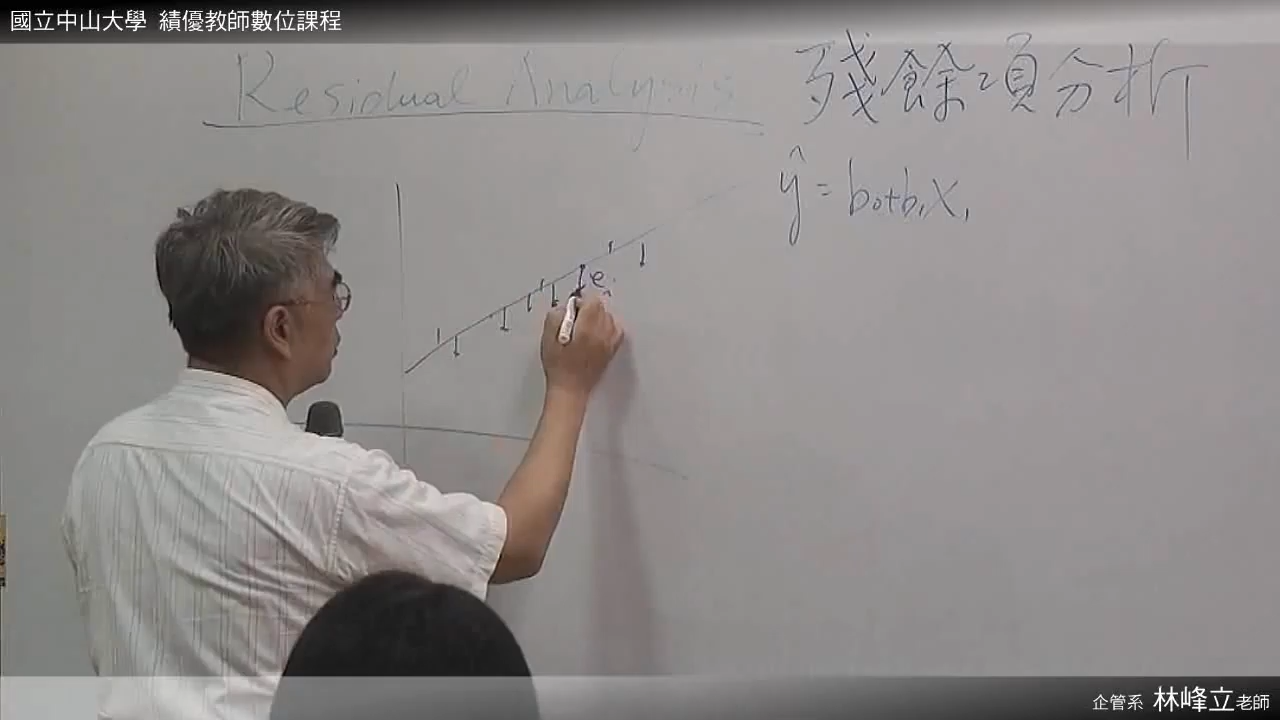 國立中山大學 績優教師數位課程
Residual Analysis 殘餘項分析
ŷ = b₀+b₁X₁
eᵢ
企管系 林峰立老師